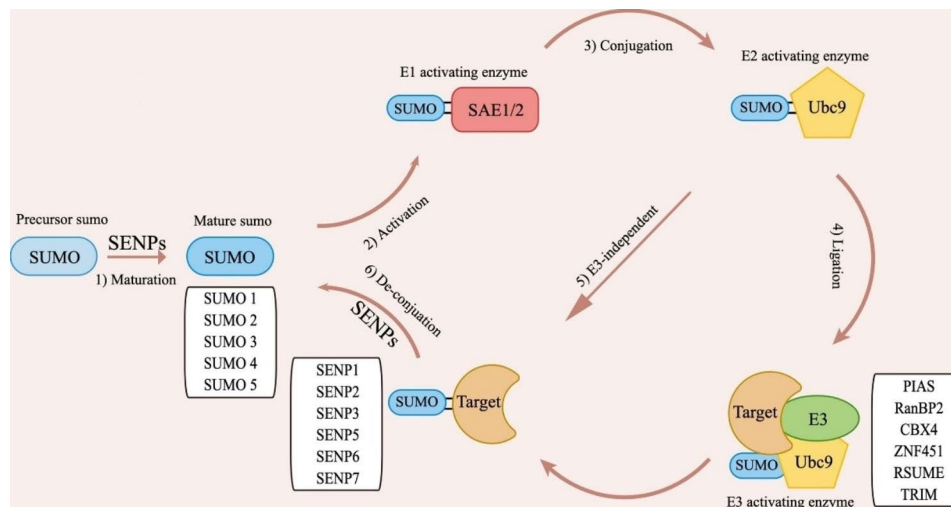 3) Conjugation
E1 activating enzyme
SUMO
SAE1/2
E2 activating enzyme
SUMO
Ubc9
Precursor sumo
SUMO
SENPs
1) Maturation
Mature sumo
SUMO
SUMO 1
SUMO 2
SUMO 3
SUMO 4
SUMO 5
2) Activation
5) E3-independent
4) Ligation
6) De-conjuation
SENPs
SENP1
SENP2
SENP3
SENP5
SENP6
SENP7
SUMO
Target
Target
E3
SUMO
Ubc9
E3 activating enzyme
PIAS
RanBP2
CBX4
ZNF451
RSUME
TRIM